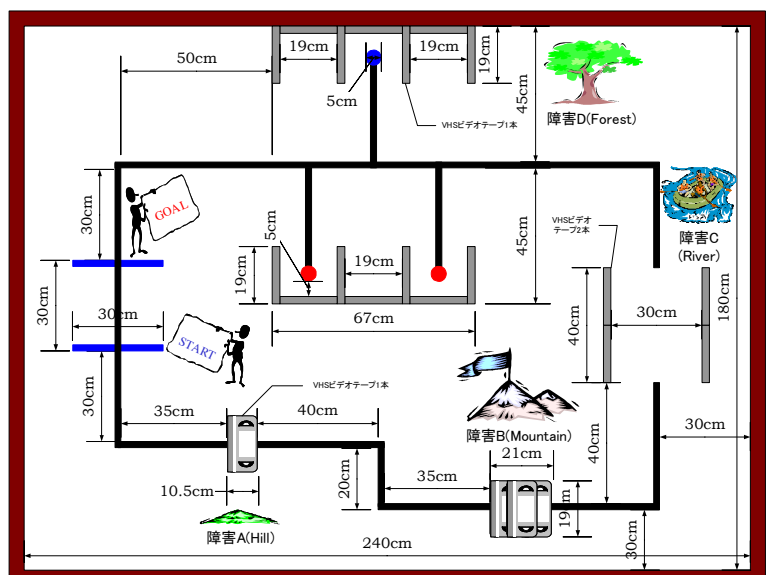 50cm
19cm
19cm
19cm
5cm
45cm
VHSビデオテープ1本
障害D(Forest)
30cm
GOAL
5cm
19cm
19cm
45cm
VHSビデオ
テープ2本
障害C
(River)
180cm
30cm
30cm
67cm
40cm
30cm
START
30cm
VHSビデオテープ1本
35cm
40cm
障害B(Mountain)
21cm
40cm
30cm
10.5cm
20cm
35cm
19cm
障害A(Hill)
240cm
30cm